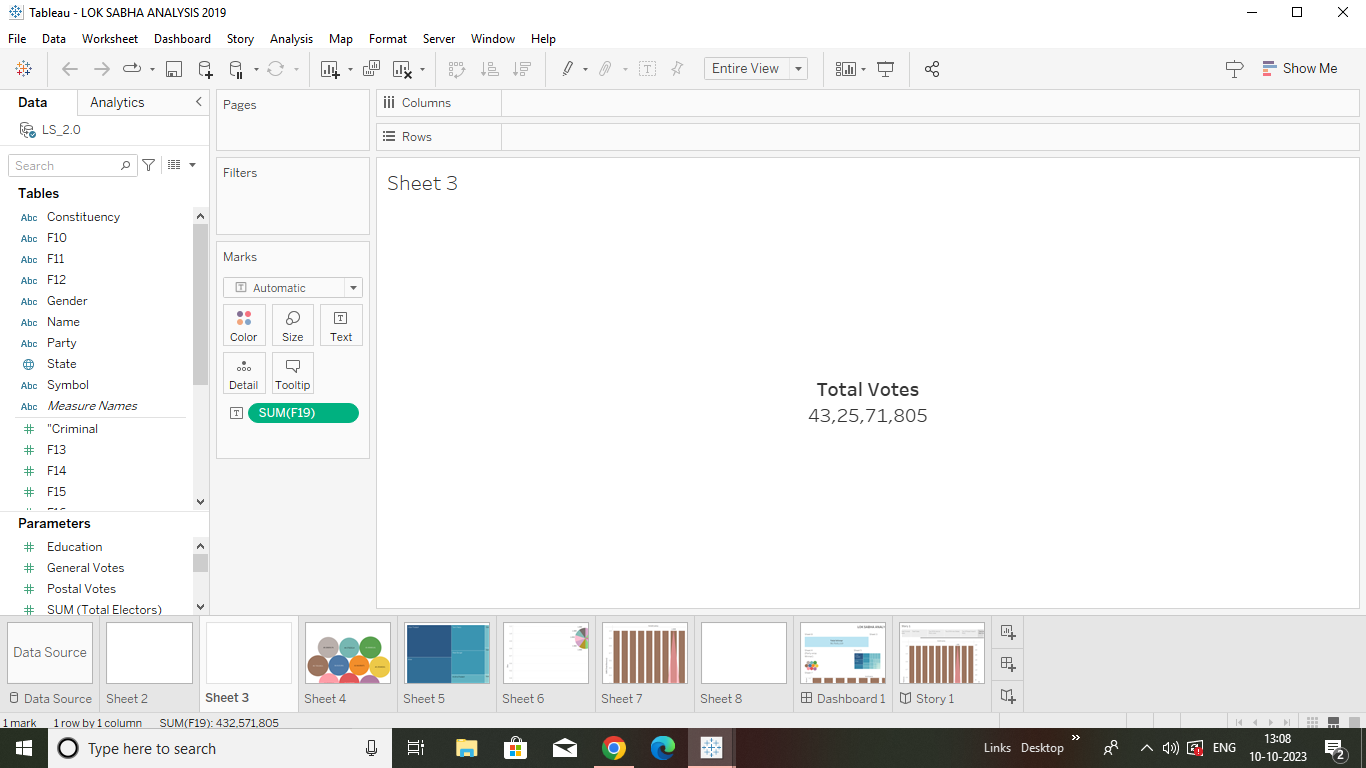 Tableau - LOK SABHA ANALYSIS 2019
File Data Worksheet Dashboard Story Analysis Map Format Server Window Help
Entire View
Show Me
Data Analytics
LS_2.0
Search
Tables
Abc Constituency
Abc F10
Abc F11
Abc F12
Abc Gender
Abc Name
Abc Party
State
Abc Symbol
Abc Measure Names
"Criminal
F13
F14
F15
Parameters
Education
General Votes
Postal Votes
SUM (Total Electors)
Pages
Filters
Marks
Automatic
Color Size Text
Detail Tooltip
SUM(F19)
Columns
Rows
Sheet 3
Total Votes
43,25,71,805
Data Source
Data Source Sheet 2 Sheet 3 Sheet 4 Sheet 5 Sheet 6 Sheet 7 Sheet 8 Dashboard 1 Story 1
1 mark 1 row by 1 column SUM(F19): 432,571,805
Type here to search
Links Desktop
ENG
13:08
10-10-2023
2